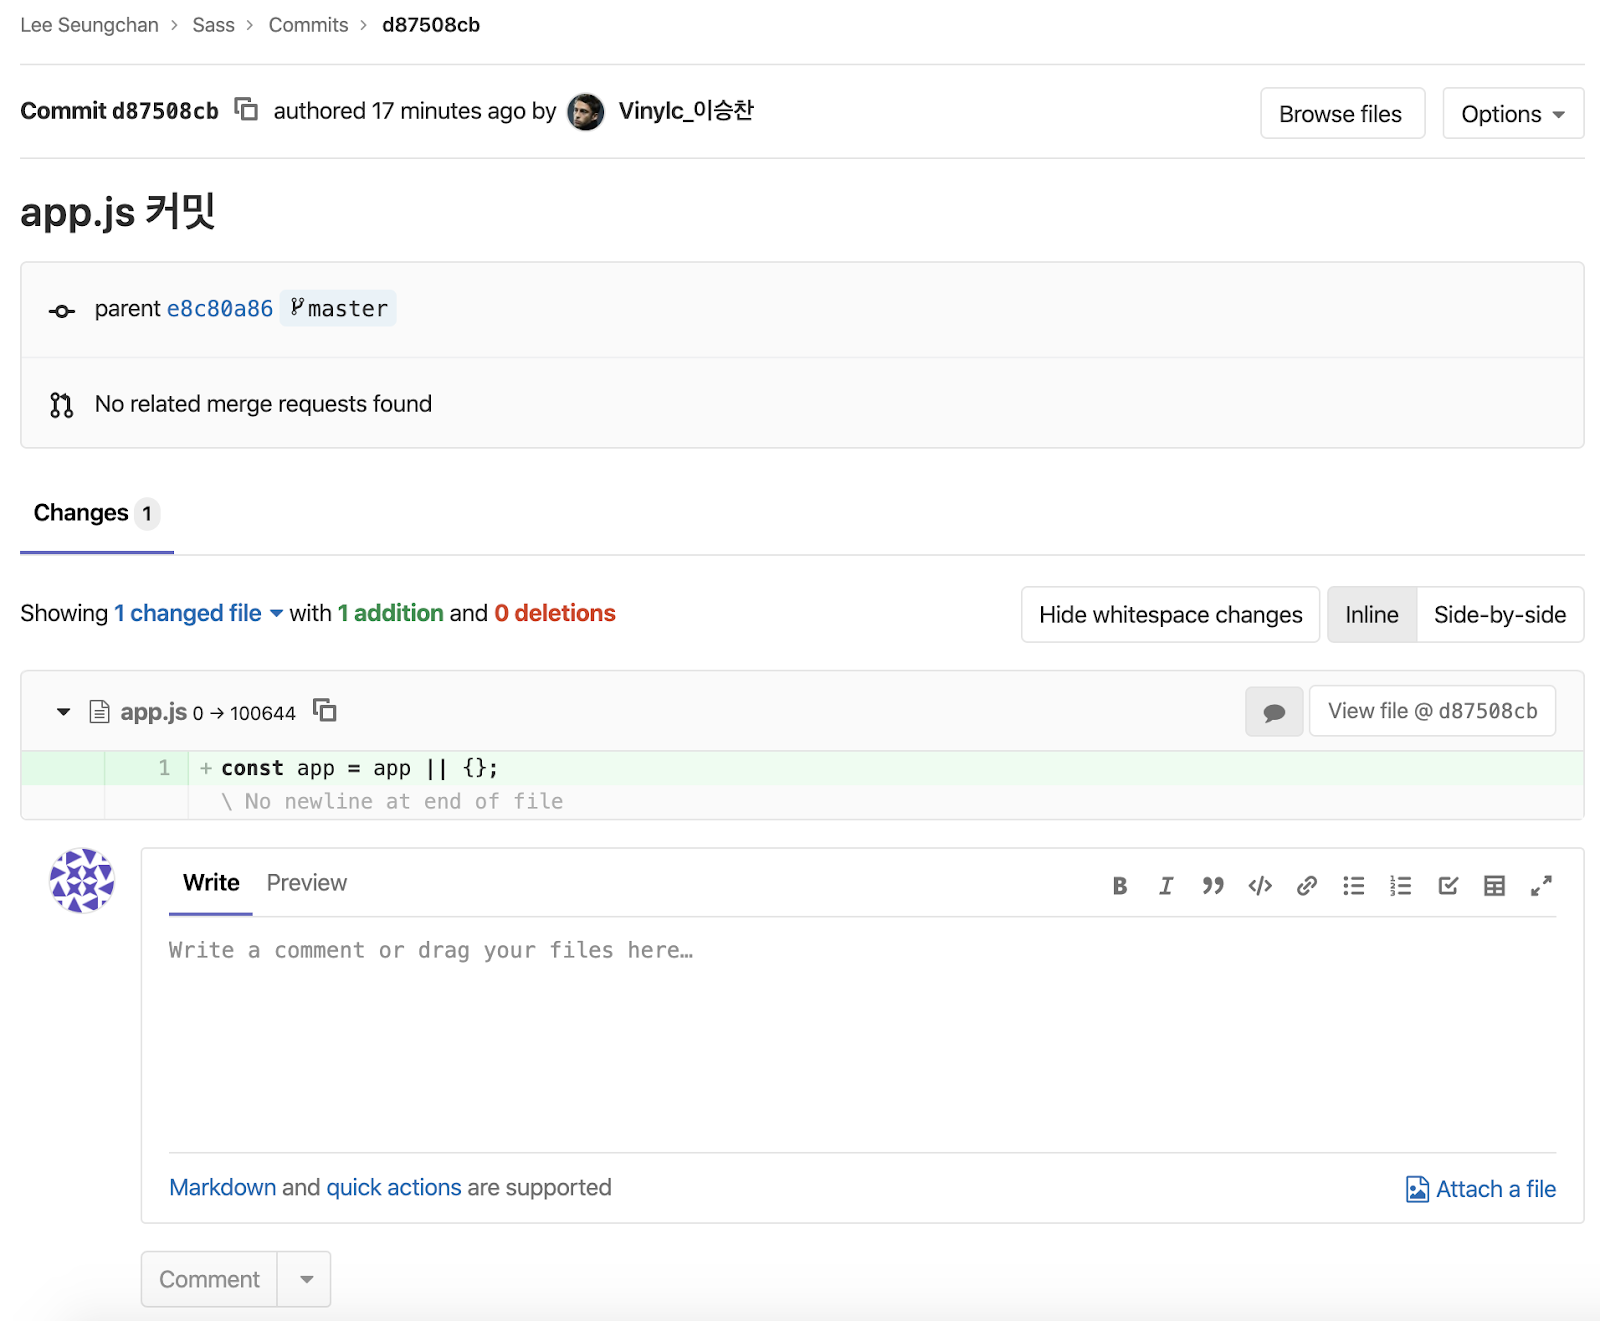 Lee Seungchan > Sass > Commits > d87508cb
Commit d87508cb authored 17 minutes ago by Vinylc_이승찬
Browse files
Options
app.js 커밋
parent e8c80a86 master
No related merge requests found
Changes 1
Showing 1 changed file with 1 addition and 0 deletions
Hide whitespace changes
Inline
Side-by-side
app.js 0 → 100644
View file @ d87508cb
1 + const app = app || {};
\ No newline at end of file
Write Preview
Write a comment or drag your files here…
Markdown and quick actions are supported
Attach a file
Comment